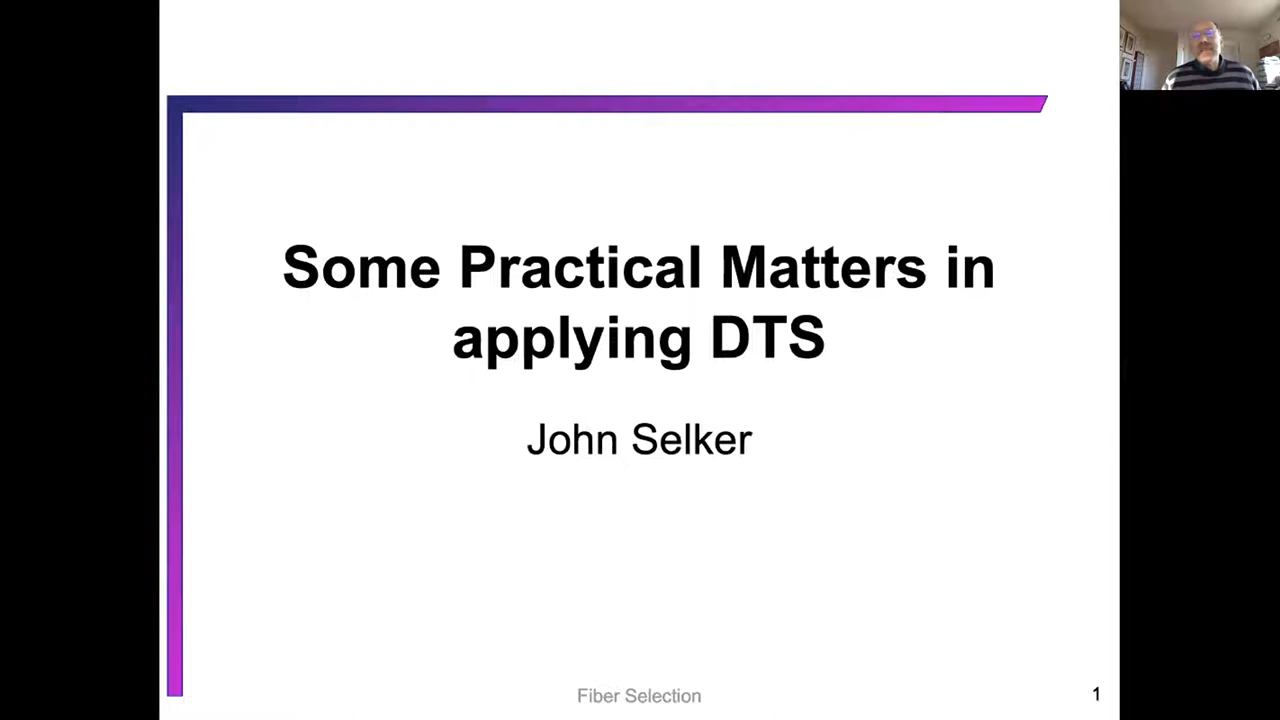 Some Practical Matters in
applying DTS
John Selker
Fiber Selection
1